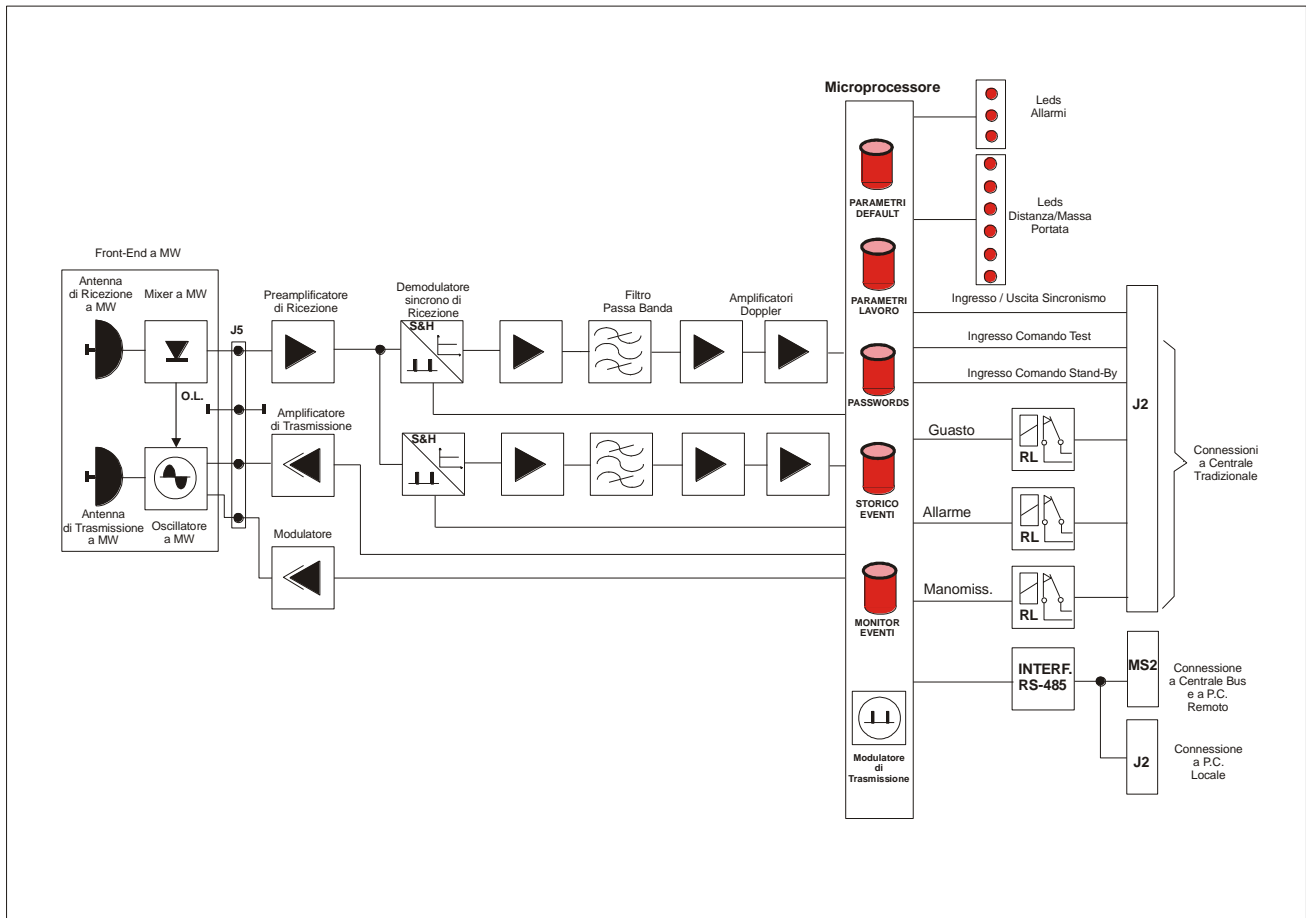 Microprocessore
Leds
Allarmi
PARAMETRI
DEFAULT
Leds
Distanza/Massa
Portata
Front-End a MW
Antenna
di Ricezione
a MW
Mixer a MW
J5
Preamplificatore
di Ricezione
Demodulatore
sincrono di
Ricezione
S&H
Filtro
Passa Banda
Amplificatori
Doppler
PARAMETRI
LAVORO
Ingresso / Uscita Sincronismo
Ingresso Comando Test
Ingresso Comando Stand-By
J2
O.L.
Amplificatore
di Trasmissione
S&H
PASSWORDS
Guasto
RL
Connessioni
a Centrale
Tradizionale
Antenna
di Trasmissione
a MW
Oscillatore
a MW
Modulatore
STORICO
EVENTI
Allarme
RL
Manomiss.
RL
MONITOR
EVENTI
INTERF.
RS-485
MS2
Connessione
a Centrale Bus
e a P.C.
Remoto
Modulatore
di
Trasmissione
J2
Connessione
a P.C.
Locale